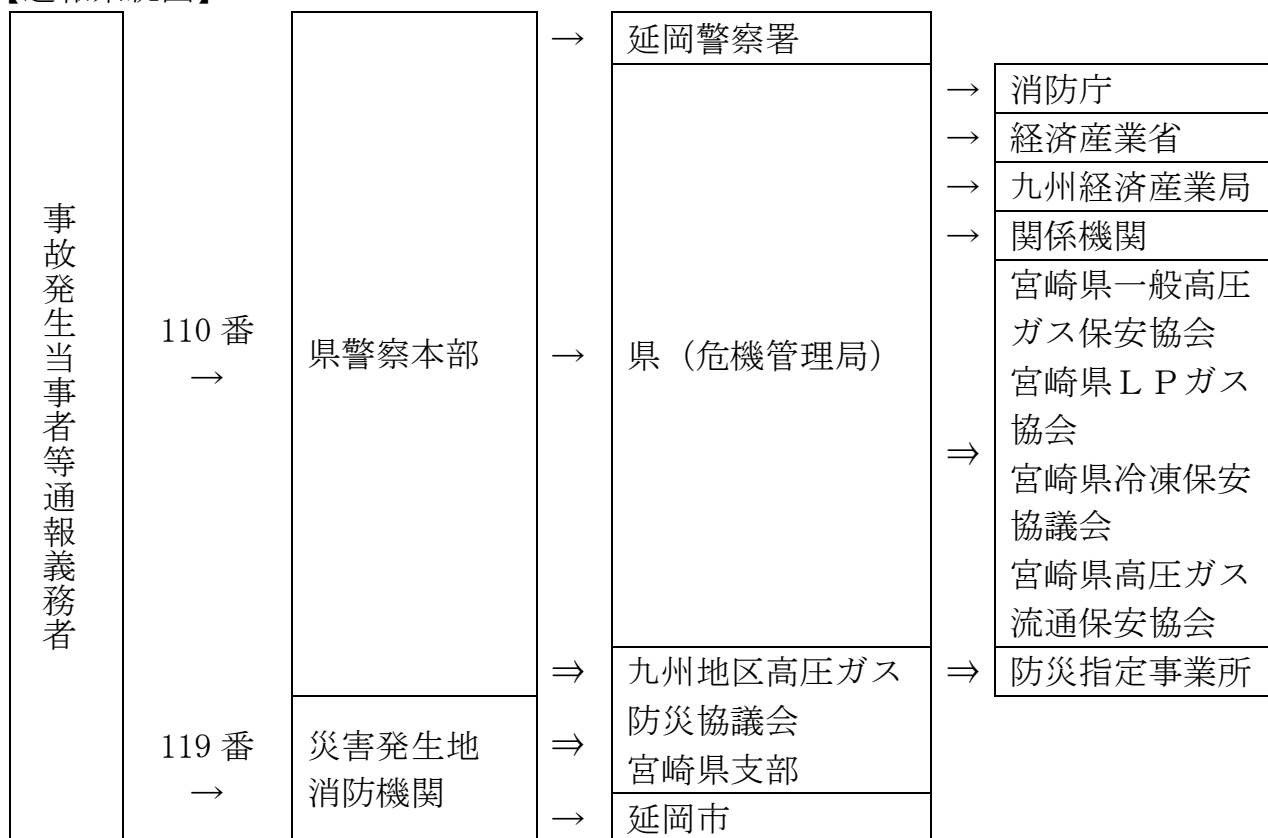 【通報系統図】
事故発生当事者等通報義務者
110 番
→
県警察本部
→
延岡警察署
→
県（危機管理局）
→
消防庁
→
経済産業省
→
九州経済産業局
→
関係機関
⇒
宮崎県一般高圧
ガス保安協会
宮崎県ＬＰガス
協会
宮崎県冷凍保安
協議会
宮崎県高圧ガス
流通保安協会
⇒
九州地区高圧ガス
防災協議会
宮崎県支部
⇒
防災指定事業所
119 番
→
災害発生地
消防機関
⇒
→
延岡市